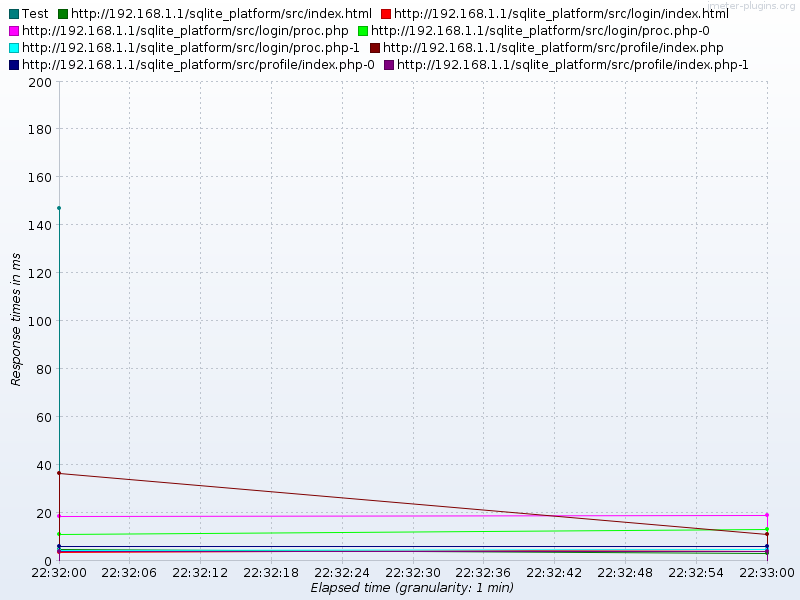 jmeter-plugins.org
Test http://192.168.1.1/sqlite_platform/src/index.html http://192.168.1.1/sqlite_platform/src/login/index.html
http://192.168.1.1/sqlite_platform/src/login/proc.php http://192.168.1.1/sqlite_platform/src/login/proc.php-0
http://192.168.1.1/sqlite_platform/src/login/proc.php-1 http://192.168.1.1/sqlite_platform/src/profile/index.php
http://192.168.1.1/sqlite_platform/src/profile/index.php-0 http://192.168.1.1/sqlite_platform/src/profile/index.php-1
200
180
160
140
120
100
80
60
40
20
0
Response times in ms
22:32:00 22:32:06 22:32:12 22:32:18 22:32:24 22:32:30 22:32:36 22:32:42 22:32:48 22:32:54 22:33:00
Elapsed time (granularity: 1 min)